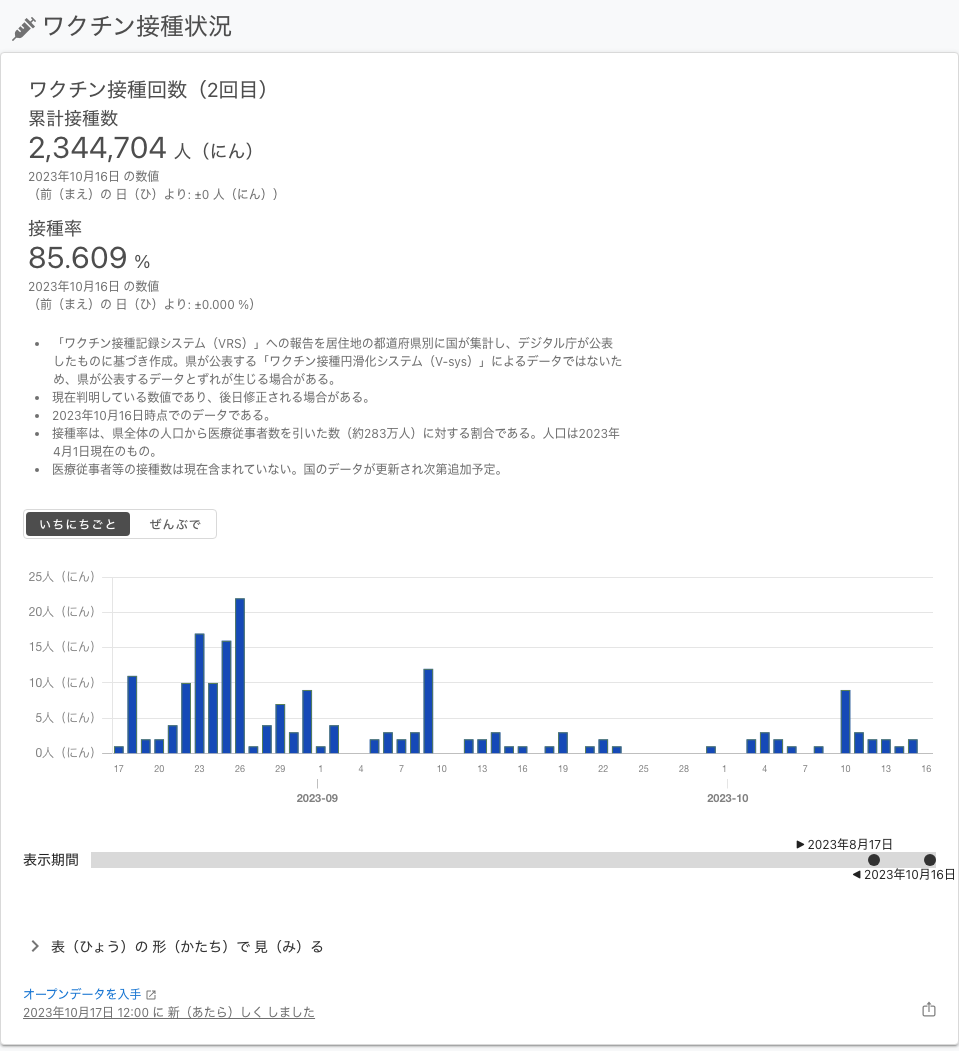 ワクチン接種状況
ワクチン接種回数（2回目）
累計接種数
2,344,704 人（にん）
2023年10月16日 の数値
（前（まえ）の 日（ひ）より: ±0 人（にん））
接種率
85.609 %
2023年10月16日 の数値
（前（まえ）の 日（ひ）より: ±0.000 %）
• 「ワクチン接種記録システム（VRS）」への報告を居住地の都道府県別に国が集計し、デジタル庁が公表
したものに基づき作成。県が公表する「ワクチン接種円滑化システム（V-sys）」によるデータではないた
め、県が公表するデータとずれが生じる場合がある。
• 現在判明している数値であり、後日修正される場合がある。
• 2023年10月16日時点でのデータである。
• 接種率は、県全体の人口から医療従事者数を引いた数（約283万人）に対する割合である。人口は2023年
4月1日現在のもの。
• 医療従事者等の接種数は現在含まれていない。国のデータが更新され次第追加予定。
いちにちごと ぜんぶで
25人（にん）
20人（にん）
15人（にん）
10人（にん）
5人（にん）
0人（にん）
17 20 23 26 29 1 4 7 10 13 16 19 22 25 28 1 4 7 10 13 16
2023-09 2023-10
▶ 2023年8月17日
表示期間
◀ 2023年10月16日
表（ひょう）の 形（かたち）で 見（み）る
オープンデータを入手
2023年10月17日 12:00 に 新（あたら）しく しました